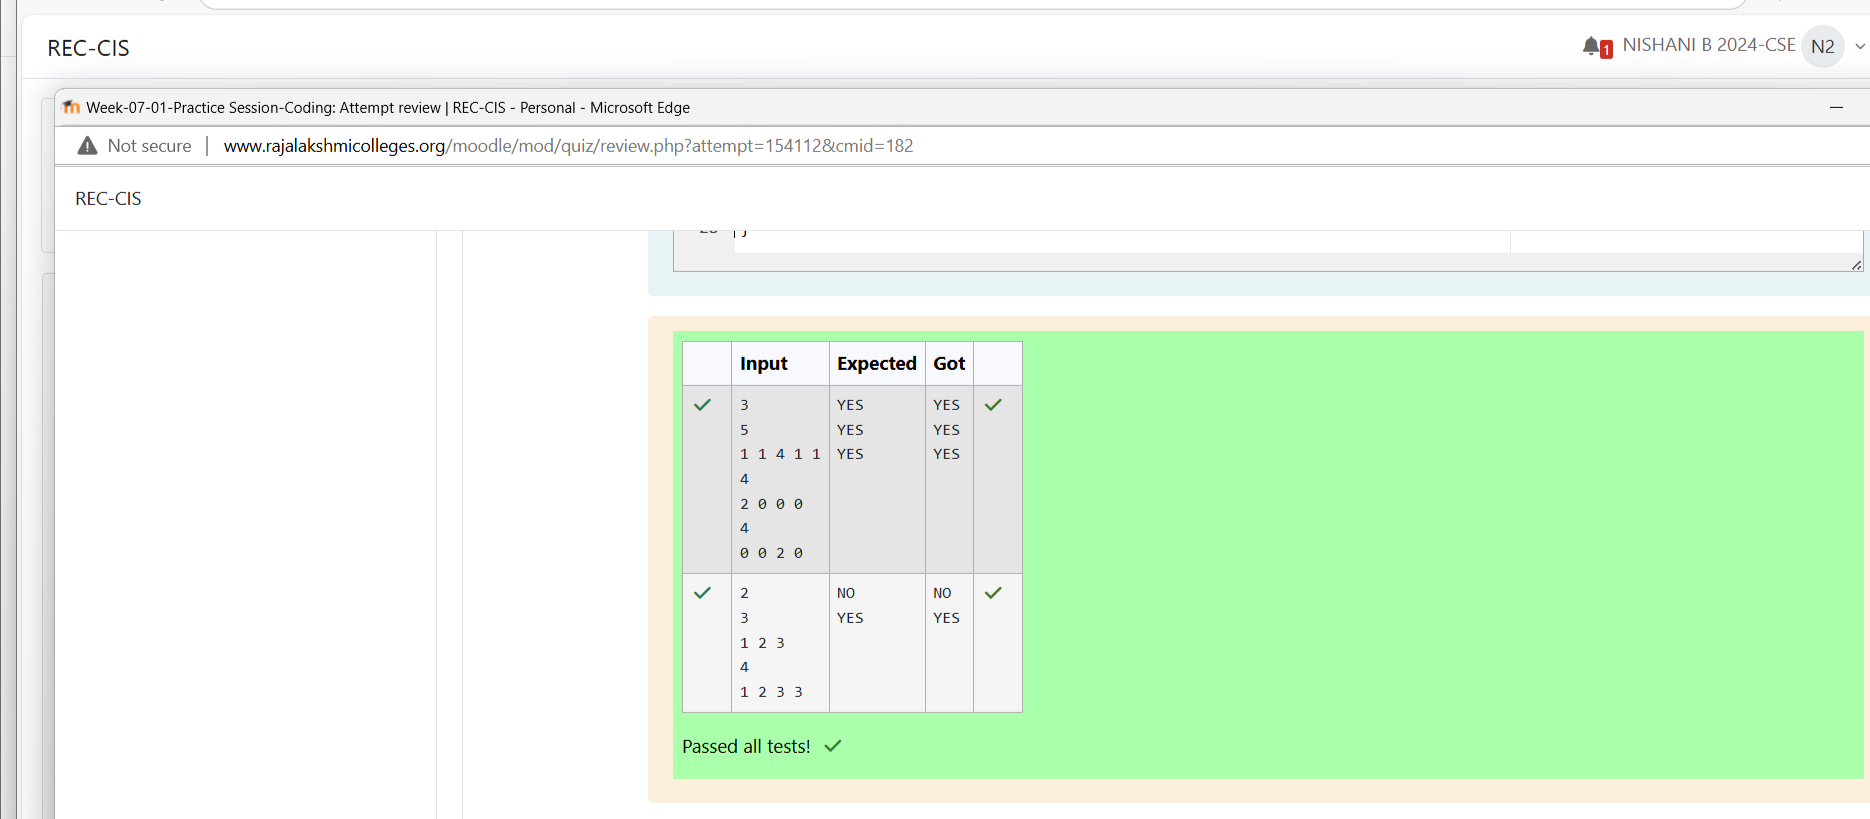 REC-CIS
1 NISHANI B 2024-CSE N2
Week-07-01-Practice Session-Coding: Attempt review | REC-CIS - Personal - Microsoft Edge
Not secure | www.rajalakshmicolleges.org/moodle/mod/quiz/review.php?attempt=154112&cmid=182
REC-CIS
Input Expected Got
3 YES YES
5 YES YES
1 1 4 1 1 YES YES
4
2 0 0 0
4
0 0 2 0
2 NO NO
3 YES YES
1 2 3
4
1 2 3 3
Passed all tests!